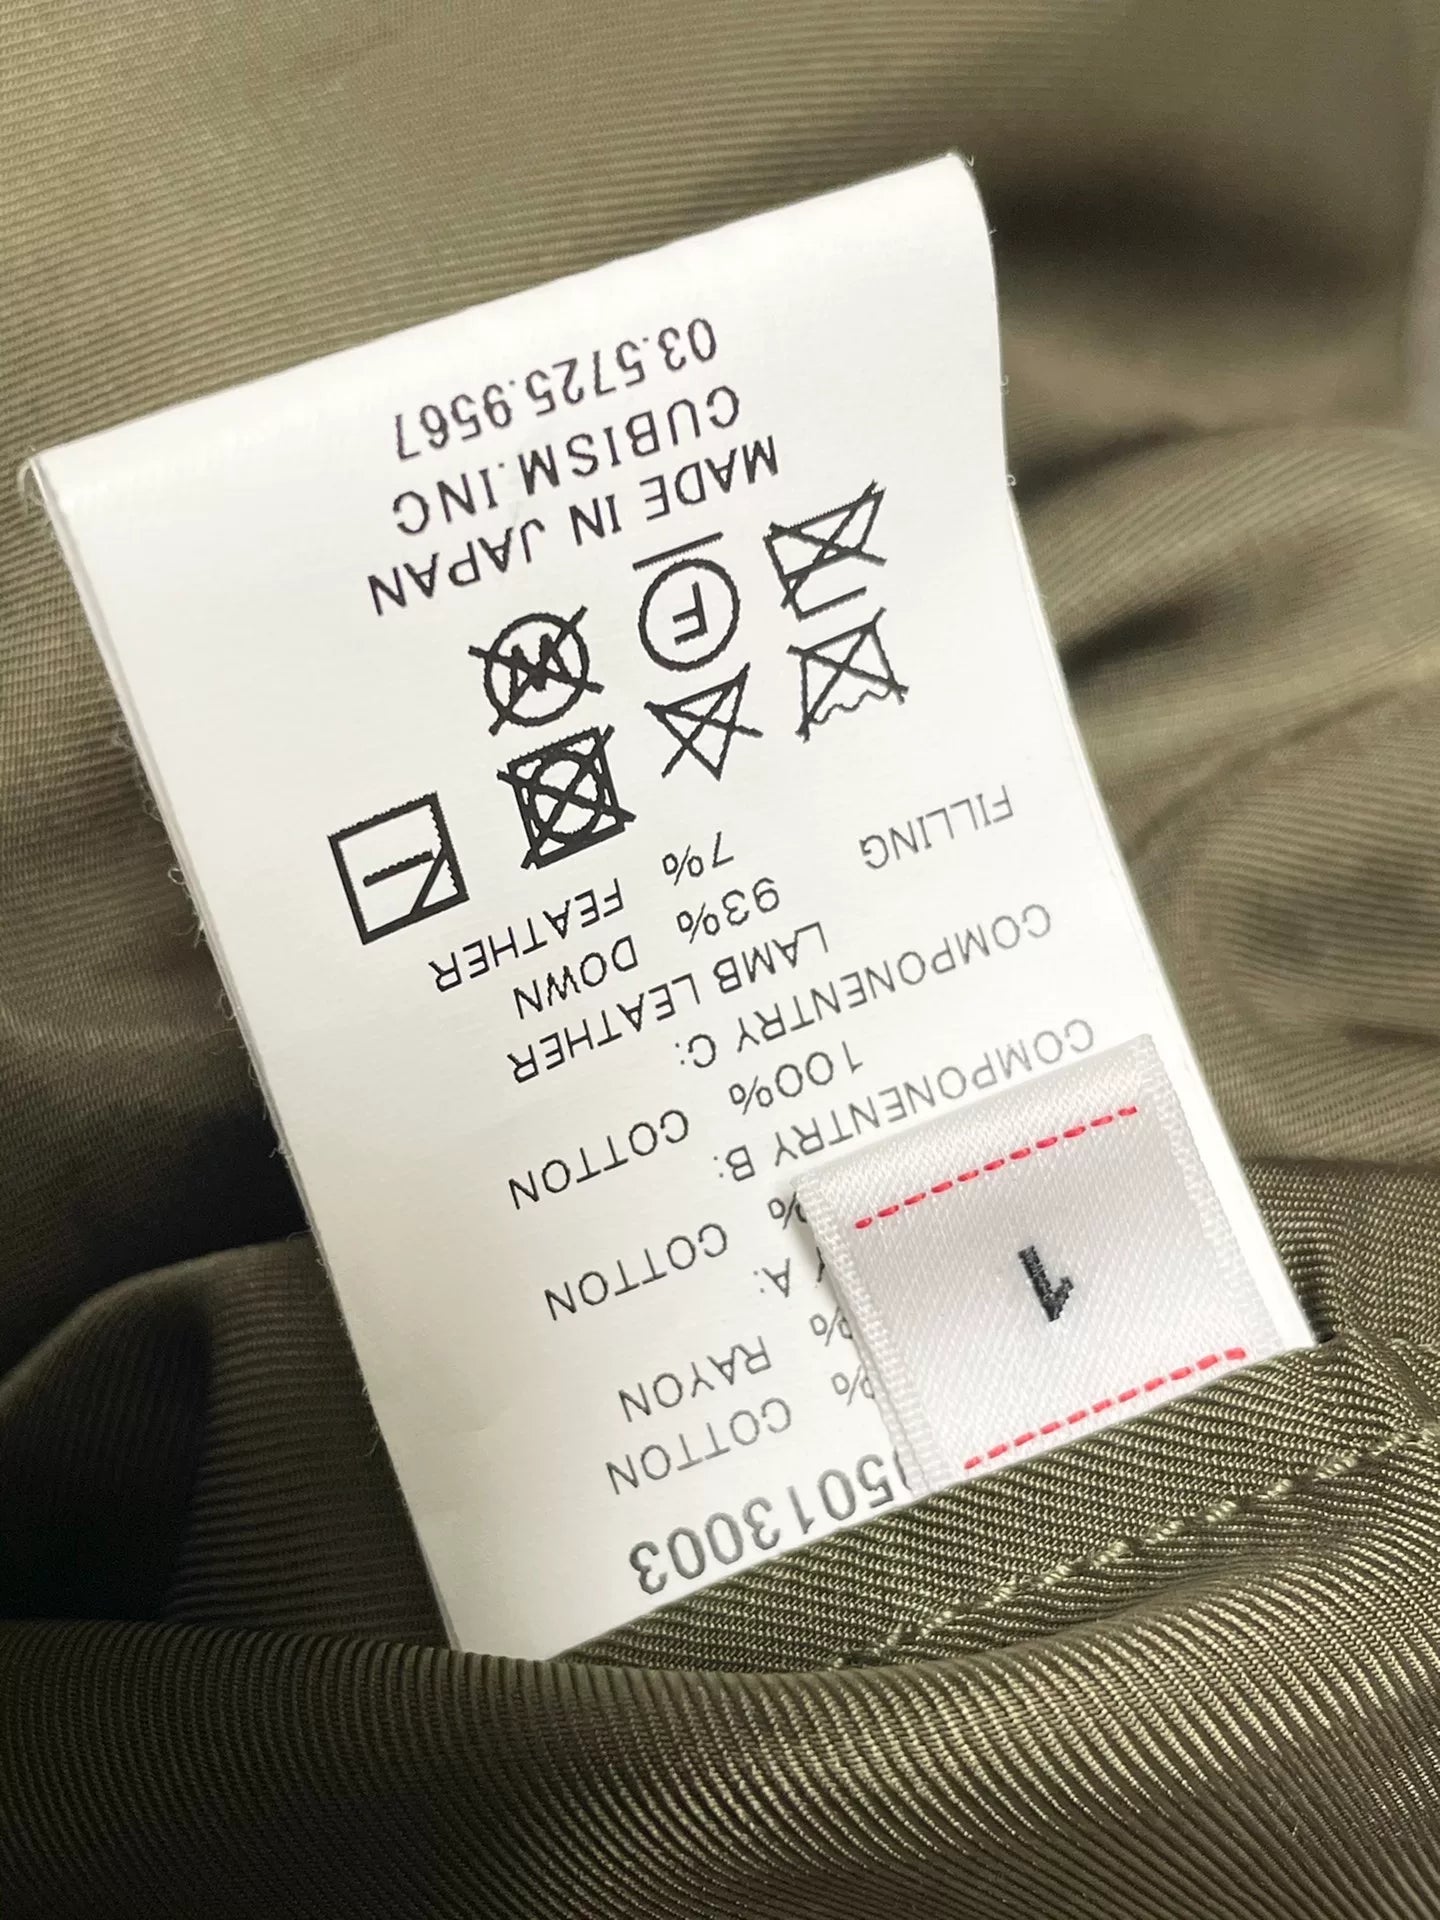 5013003
COTTON %
RAYON %
A:
COTTON %
COMPONENTRY B:
100% COTTON
COMPONENTRY C:
LAMB LEATHER
FILLING 93% DOWN
7% FEATHER
W
F
MADE IN JAPAN
CUBISM.INC
03.5725.9567
1